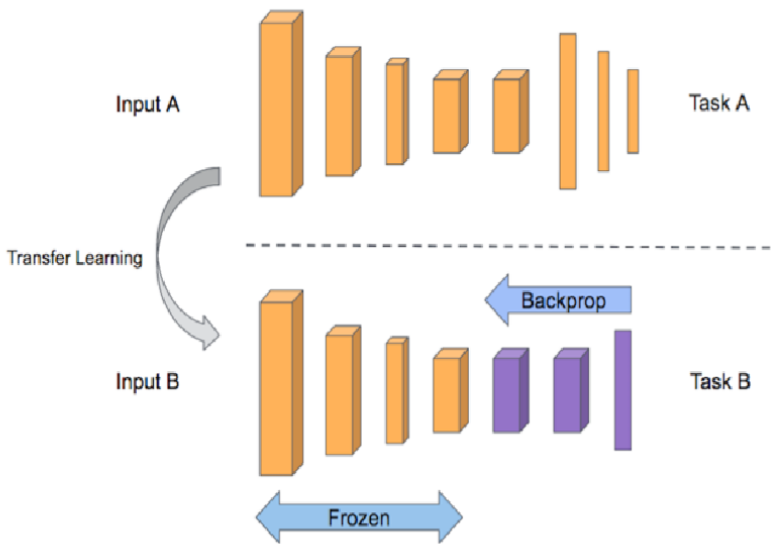 Input A
Task A
Transfer Learning
Backprop
Input B
Task B
Frozen